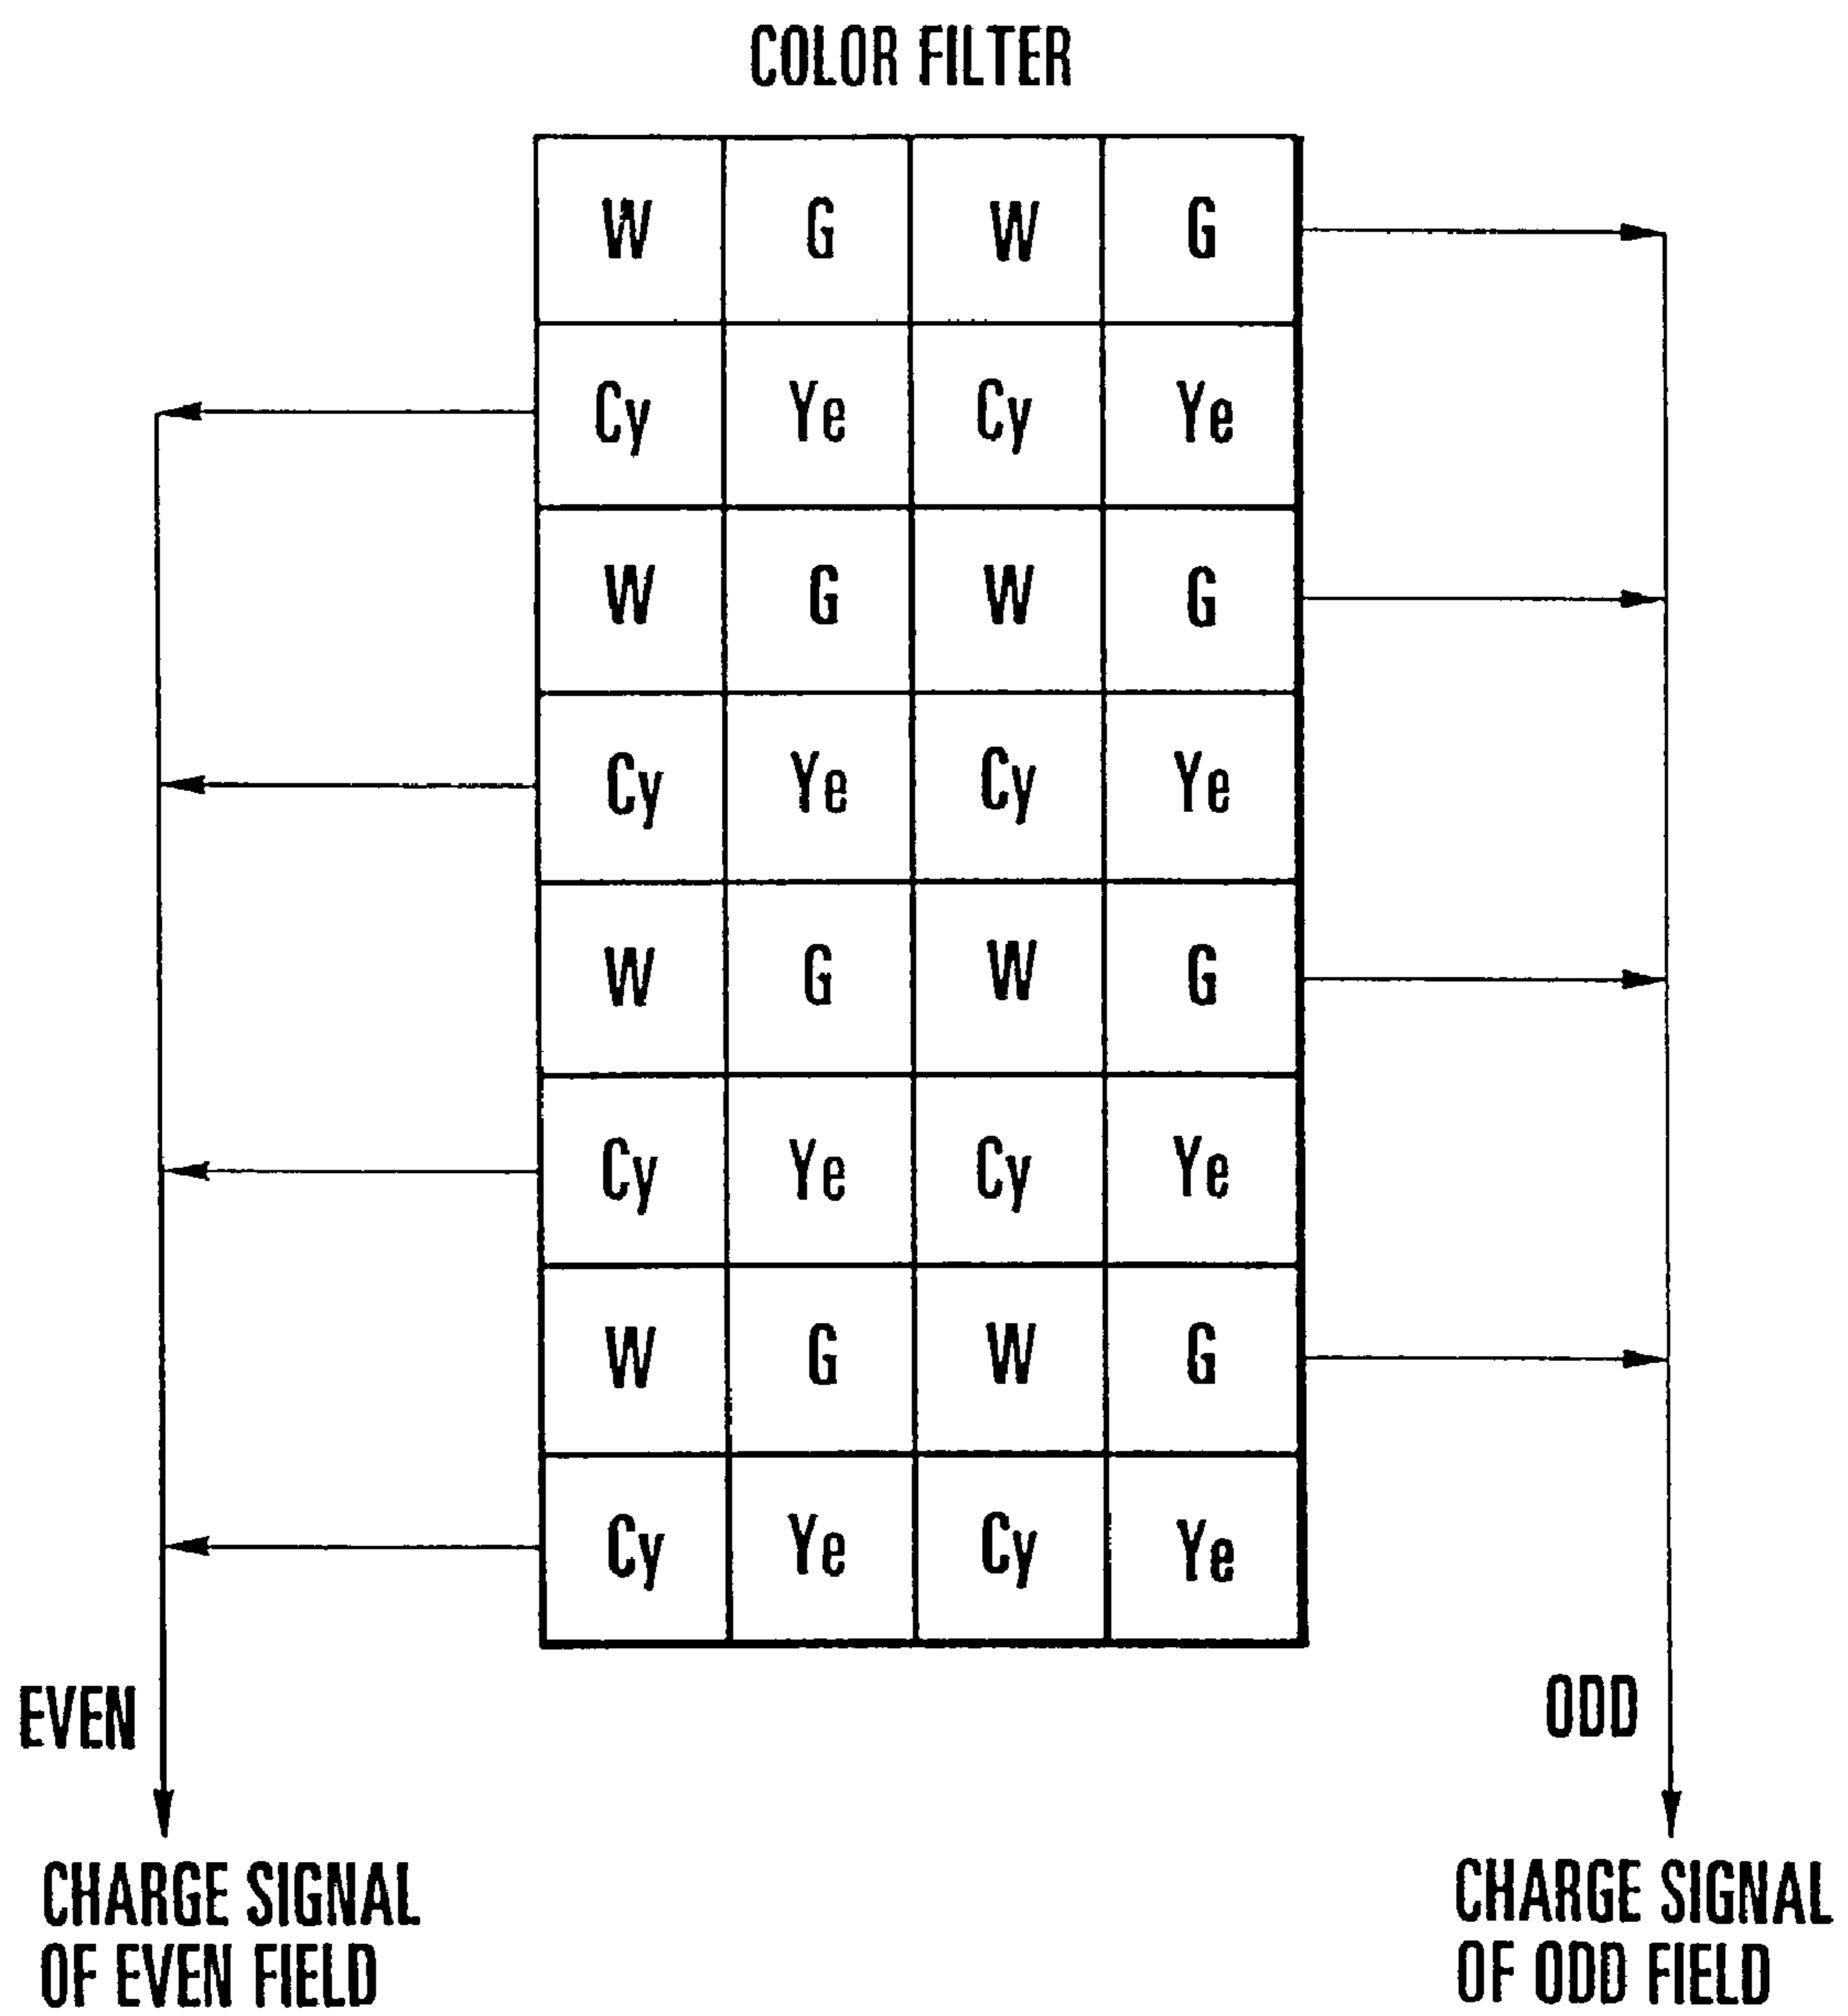 COLOR FILTER
W G W G
Cy Ye Cy Ye
W G W G
Cy Ye Cy Ye
W G W G
Cy Ye Cy Ye
W G W G
Cy Ye Cy Ye
EVEN
ODD
CHARGE SIGNAL
OF EVEN FIELD
CHARGE SIGNAL
OF ODD FIELD